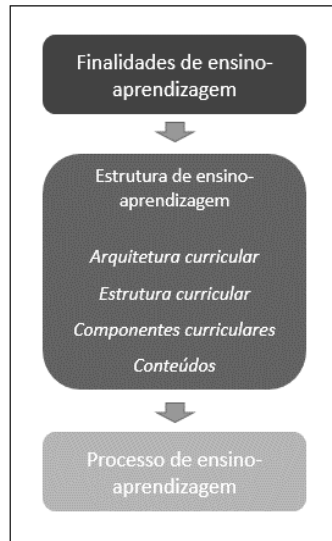 Finalidades de ensino-
aprendizagem
Estrutura de ensino-
aprendizagem
Arquitetura curricular
Estrutura curricular
Componentes curriculares
Conteúdos
Processo de ensino-
aprendizagem